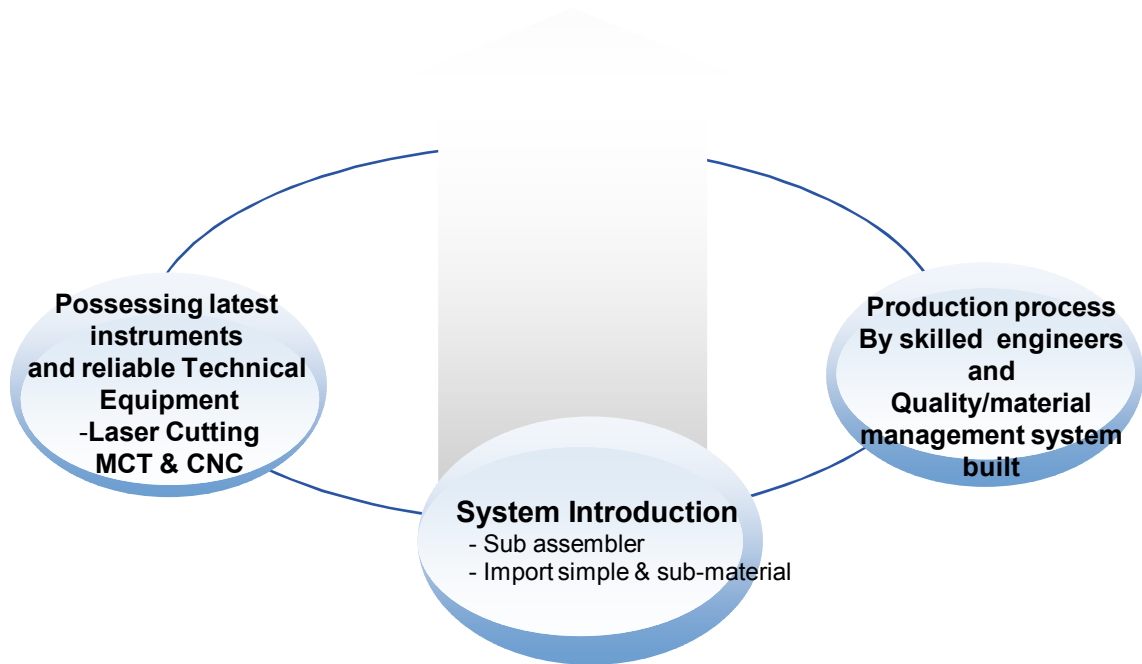 Possessing latest
instruments
and reliable Technical
Equipment
-Laser Cutting
MCT & CNC
Production process
By skilled engineers
and
Quality/material
management system
built
System Introduction
- Sub assembler
- Import simple & sub-material